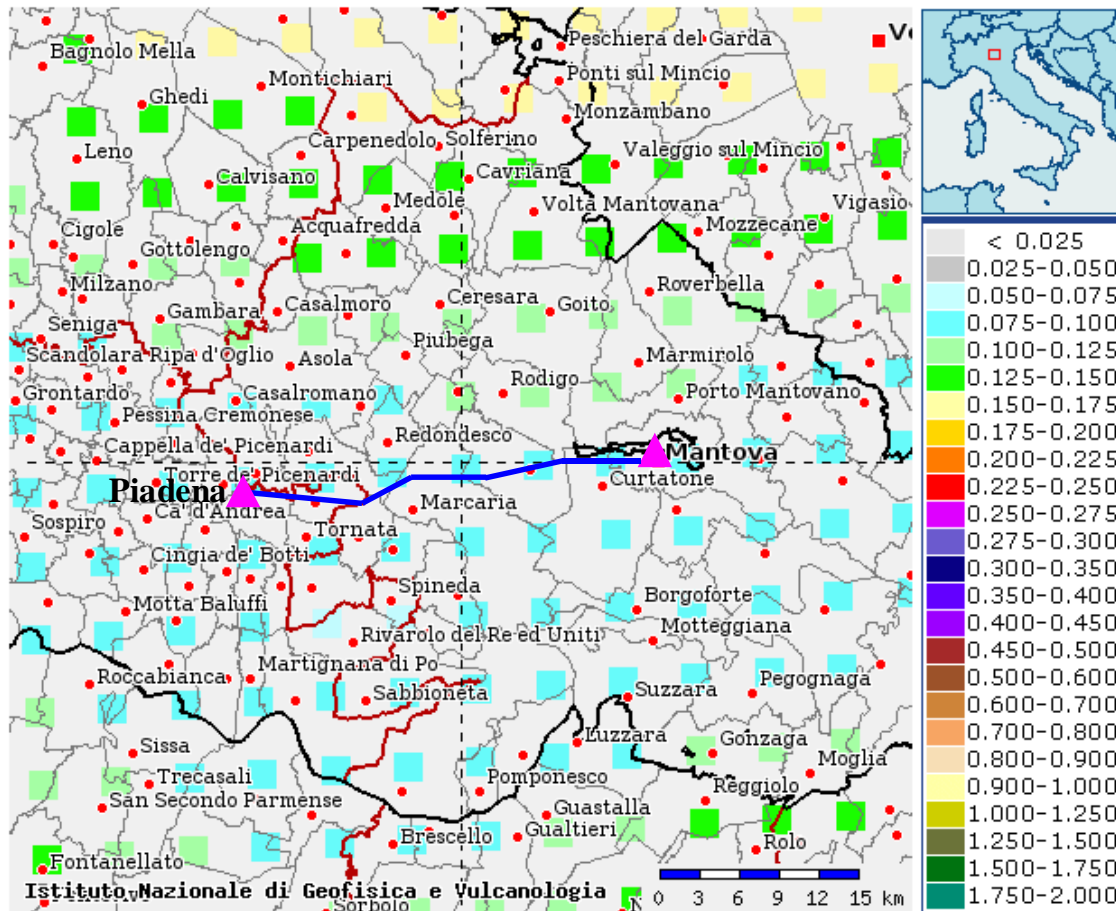 Ve
Peschiera del Garda
Bagnolo Mella
Montichiari
Ponti sul Mincio
Ghedi
Monzambano
Carpenedolo
Solferino
Leno
Valeggio sul Mincio
Calvisano
Cavriana
Medole
Volta Mantovana
Vigasio
Cigole
Acquafredda
Mozzecane
Gottolengo
Milzano
Roverbella
Gambara
Casalmoro
Ceresara
Goito
Seniga
Piubega
Scandolara Ripa d'Oglio
Asola
Marmirolo
Grontardo
Casalromano
Rodigo
Porto Mantovano
Pessina Cremonese
Cappella de' Picenardi
Redondesco
Mantova
Torre de' Picenardi
Curtatone
Piadena
Marcaria
Sospiro
Ca' d'Andrea
Tornata
Cingia de' Botti
Spineda
Motta Baluffi
Borgoforte
Rivarolo del Re ed Uniti
Motteggiana
Martignana di Po
Roccabianca
Sabbioneta
Suzzara
Pegognaga
Sissa
Luzzara
Gonzaga
Moglia
Trecasali
Pomponesco
Reggiolo
San Secondo Parmense
Guastalla
Brescello
Gualtieri
Rolo
Fontanellato
Istituto Nazionale di Geofisica e Vulcanologia
Sorbolo
N
0 3 6 9 12 15 km
< 0.025
0.025-0.050
0.050-0.075
0.075-0.100
0.100-0.125
0.125-0.150
0.150-0.175
0.175-0.200
0.200-0.225
0.225-0.250
0.250-0.275
0.275-0.300
0.300-0.350
0.350-0.400
0.400-0.450
0.450-0.500
0.500-0.600
0.600-0.700
0.700-0.800
0.800-0.900
0.900-1.000
1.000-1.250
1.250-1.500
1.500-1.750
1.750-2.000